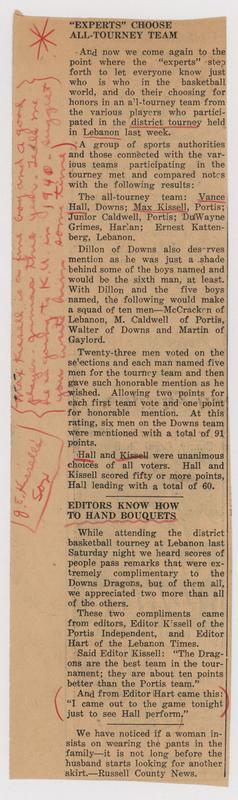 "EXPERTS" CHOOSE
ALL-TOURNEY TEAM
And now we come again to the
point where the "experts" step
forth to let everyone just know
who is who in the basketball
world, and do their choosing for
honors in an a'l-tourney team from
the various players who partici-
pated in the district tourney held
in Lebanon last week.
A group of sports authorities
and those connected with the var-
ious teams participating in the
tourney met and compared notes
with the following results:
The all-tourney team: Vance
Hall, Downs; Max Kissell, Portis;
Junior Caldwell, Portis; DuWayne
Grimes, Harlan; Ernest Katten-
berg, Lebanon.
Dillon of Downs also deserves
mention as he was just a shade
behind some of the boys named and
would be the sixth man, at least.
With Dillon and the five boys
named, the following would make
a squad of ten men—McCracken of
Lebanon, M. Caldwell of Portis,
Walter of Downs and Martin of
Gaylord.
Twenty-three men voted on the
selections and each man named five
men for the tourney team and then
gave such honorable mention as he
wished. Allowing two points for
each first team vote and one point
for honorable mention. At this
rating, six men on the Downs team
were mentioned with a total of 91
points.
Hall and Kissell were unanimous
choices of all voters. Hall and
Kissell scored fifty or more points,
Hall leading with a total of 60.
EDITORS KNOW HOW
TO HAND BOUQUETS
While attending the district
basketball tourney at Lebanon last
Saturday night we heard scores of
people pass remarks that were ex-
tremely complimentary to the
Downs Dragons, but of them all,
we appreciated two more than all
of the others.
These two compliments came
from editors, Editor Kissell of the
Portis Independent, and Editor
Hart of the Lebanon Times.
Said Editor Kissell: "The Drag-
ons are the best team in the tour-
nament; they are about ten points
better than the Portis team."
And from Editor Hart came this:
"I came out to the game tonight
just to see Hall perform."
We have noticed if a woman in-
sists on wearing the pants in the
family—it is not long before the
husband starts looking for another
skirt.—Russell County News.
Kissell is a fine boy and a good